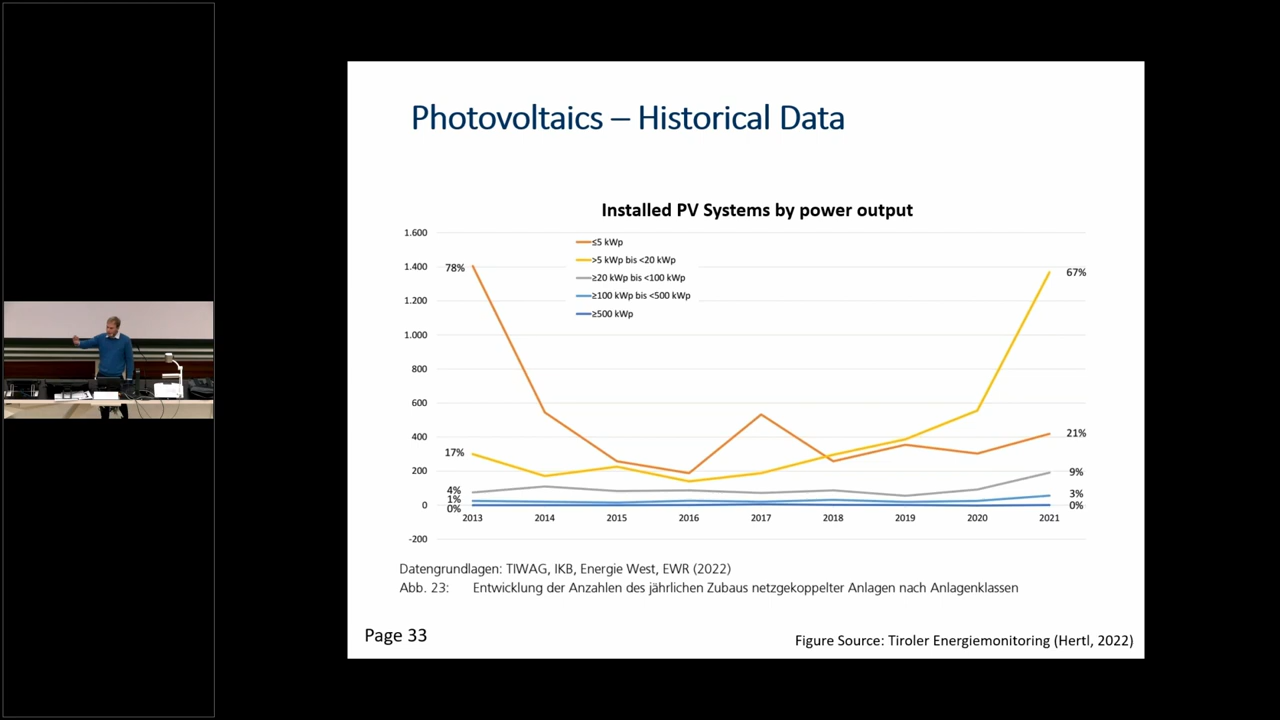 Photovoltaics – Historical Data
Installed PV Systems by power output
1.600
1.400
1.200
1.000
800
600
400
200
0
-200
≤5 kWp
>5 kWp bis <20 kWp
≥20 kWp bis <100 kWp
≥100 kWp bis <500 kWp
≥500 kWp
78%
17%
4%
1%
0%
67%
21%
9%
3%
0%
2013 2014 2015 2016 2017 2018 2019 2020 2021
Datengrundlagen: TIWAG, IKB, Energie West, EWR (2022)
Abb. 23: Entwicklung der Anzahlen des jährlichen Zubaus netzgekoppelter Anlagen nach Anlagenklassen
Page 33
Figure Source: Tiroler Energiemonitoring (Hertl, 2022)